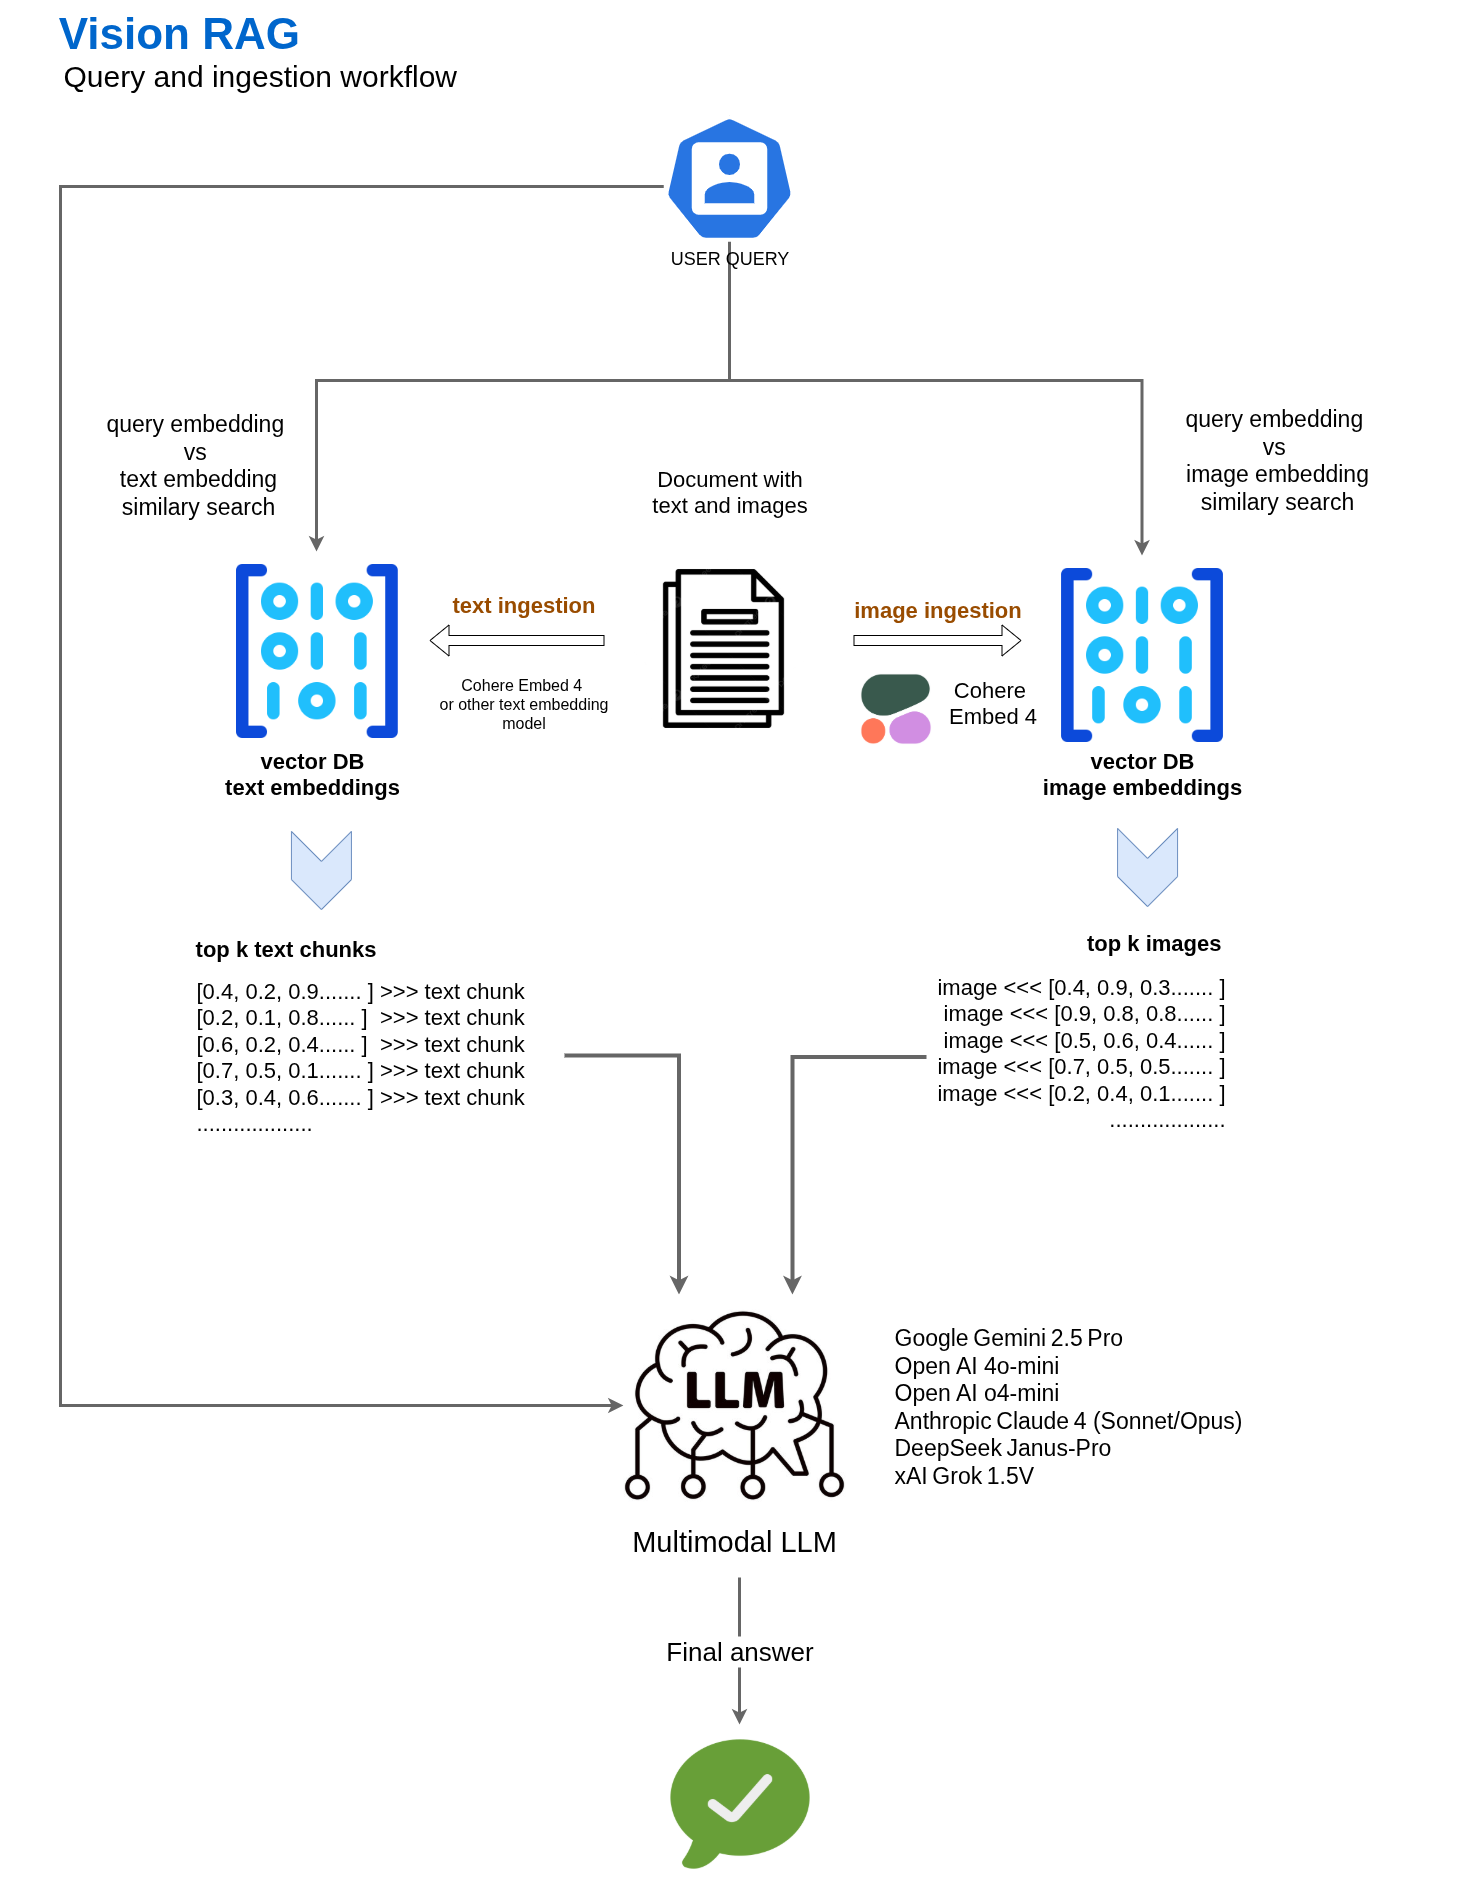 Vision RAG
Query and ingestion workflow
USER QUERY
query embedding
vs
text embedding
similary search
query embedding
vs
image embedding
similary search
Document with
text and images
text ingestion
Cohere Embed 4
or other text embedding
model
image ingestion
Cohere
Embed 4
vector DB
text embeddings
vector DB
image embeddings
top k text chunks
[0.4, 0.2, 0.9....... ] >>> text chunk
[0.2, 0.1, 0.8...... ]  >>> text chunk
[0.6, 0.2, 0.4...... ]  >>> text chunk
[0.7, 0.5, 0.1....... ] >>> text chunk
[0.3, 0.4, 0.6....... ] >>> text chunk
...................
top k images
image <<< [0.4, 0.9, 0.3....... ]
image <<< [0.9, 0.8, 0.8...... ]
image <<< [0.5, 0.6, 0.4...... ]
image <<< [0.7, 0.5, 0.5....... ]
image <<< [0.2, 0.4, 0.1....... ]
...................
LLM
Google Gemini 2.5 Pro
Open AI 4o-mini
Open AI o4-mini
Anthropic Claude 4 (Sonnet/Opus)
DeepSeek Janus-Pro
xAI Grok 1.5V
Multimodal LLM
Final answer